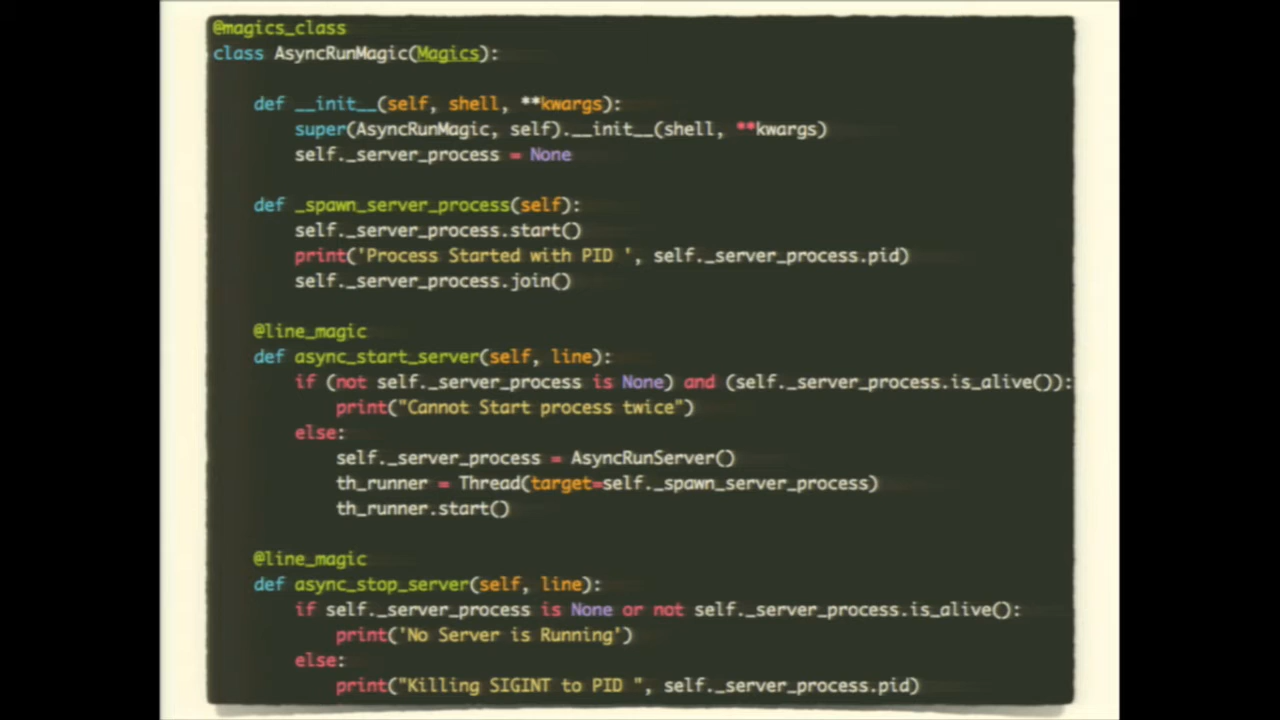 @magics_class
class AsyncRunMagic(Magics):
    def __init__(self, shell, **kwargs):
        super(AsyncRunMagic, self).__init__(shell, **kwargs)
        self._server_process = None
    def _spawn_server_process(self):
        self._server_process.start()
        print('Process Started with PID ', self._server_process.pid)
        self._server_process.join()
    @line_magic
    def async_start_server(self, line):
        if (not self._server_process is None) and (self._server_process.is_alive()):
            print("Cannot Start process twice")
        else:
            self._server_process = AsyncRunServer()
            th_runner = Thread(target=self._spawn_server_process)
            th_runner.start()
    @line_magic
    def async_stop_server(self, line):
        if self._server_process is None or not self._server_process.is_alive():
            print('No Server is Running')
        else:
            print("Killing SIGINT to PID ", self._server_process.pid)